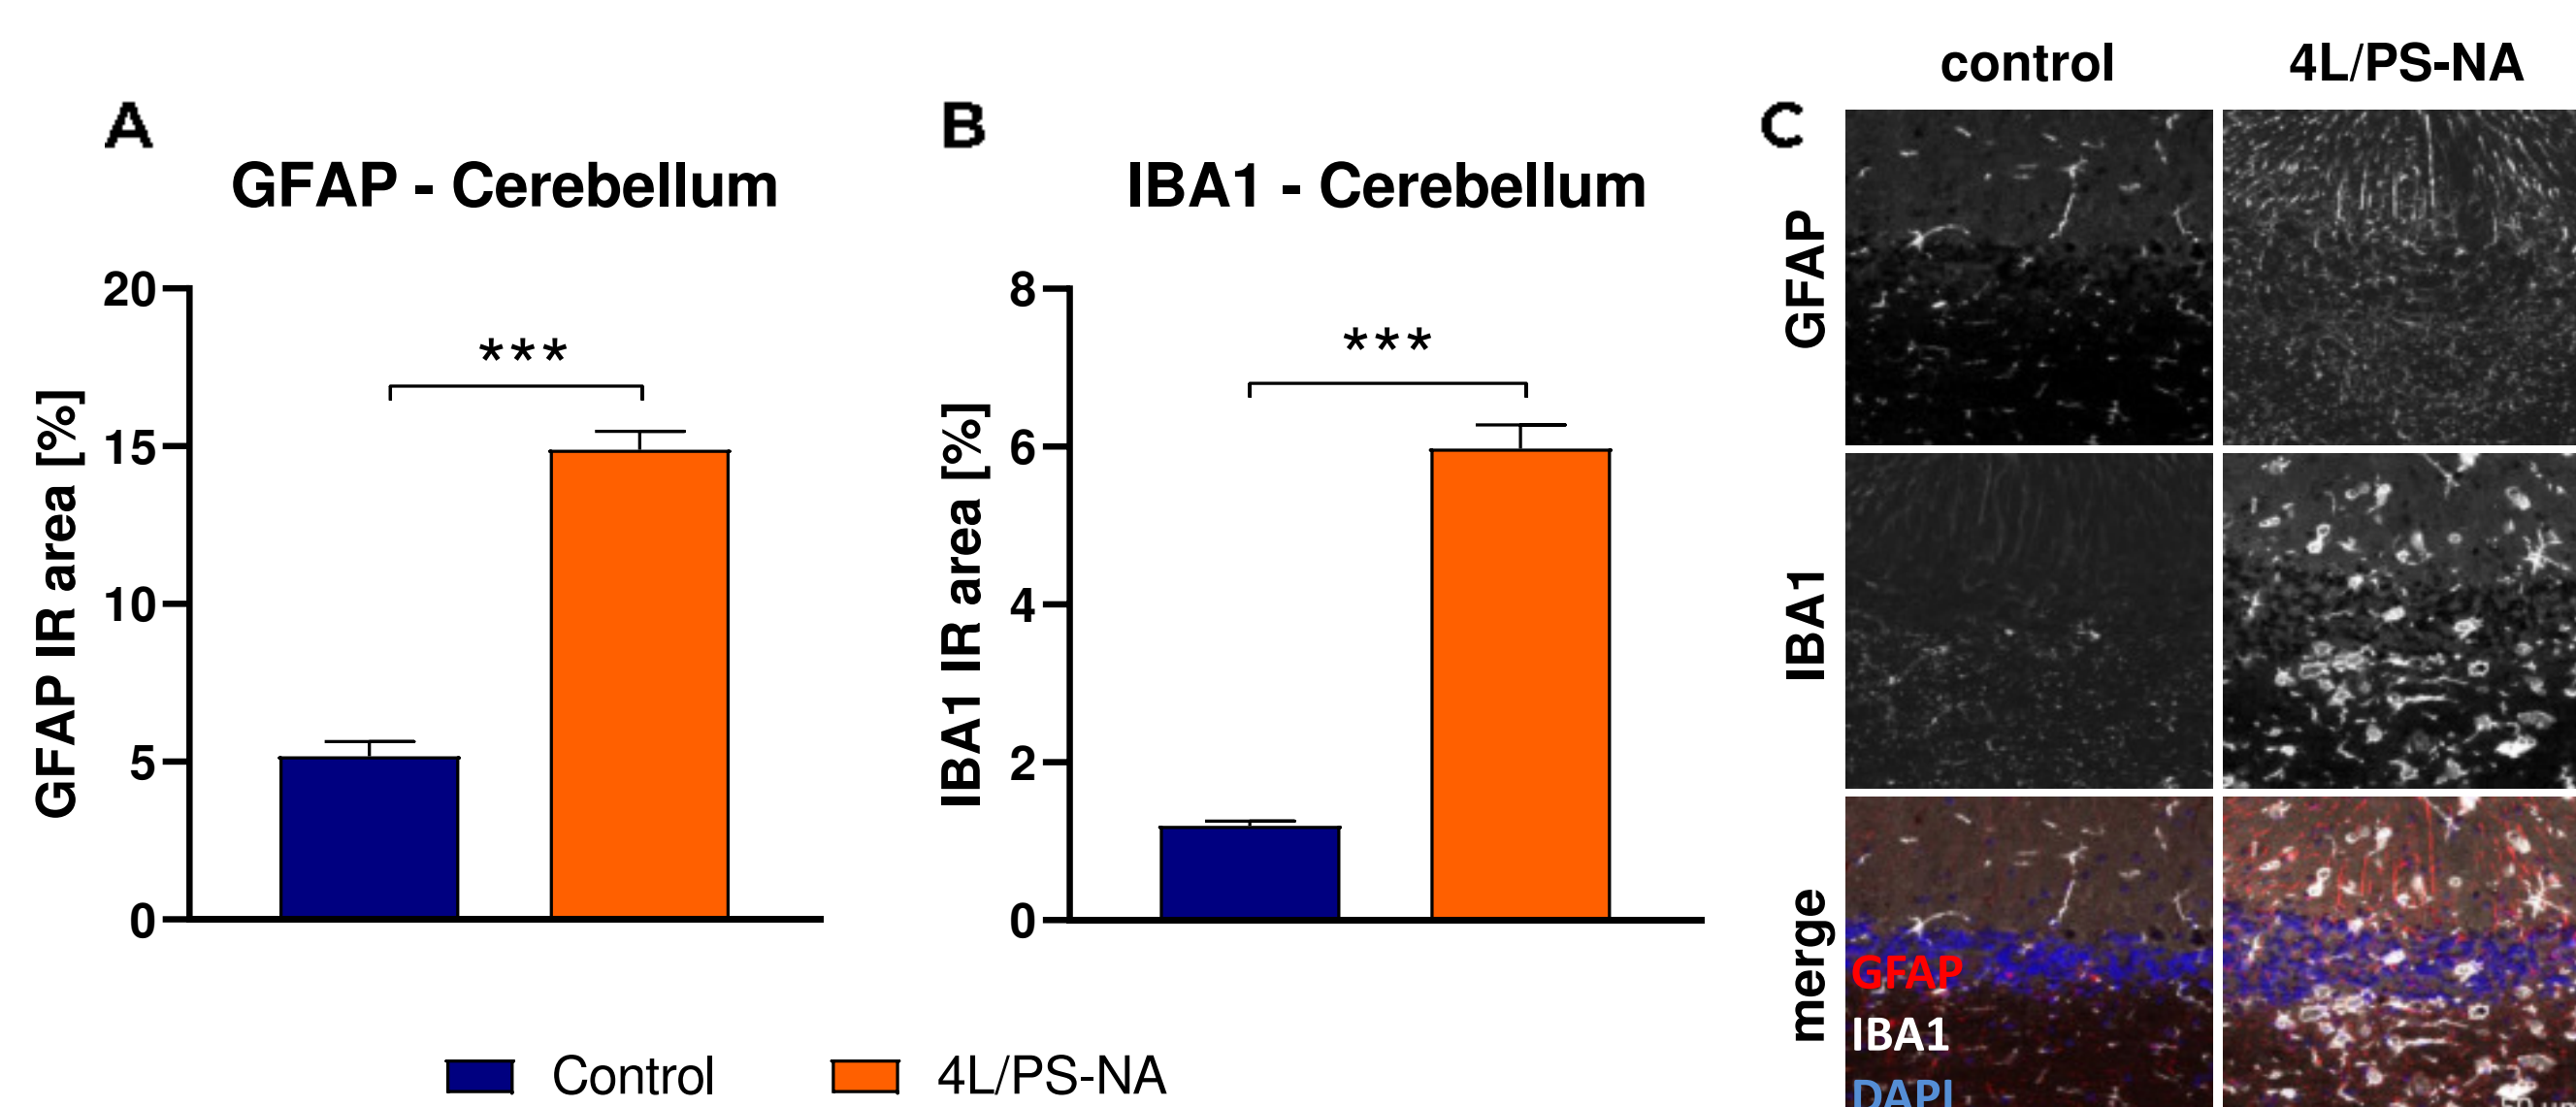 A
GFAP - Cerebellum
GFAP IR area [%]
20
15
10
5
0
***
B
IBA1 - Cerebellum
IBA1 IR area [%]
8
6
4
2
0
***
Control
4L/PS-NA
C
control
4L/PS-NA
GFAP
IBA1
merge
GFAP
IBA1
DAPI